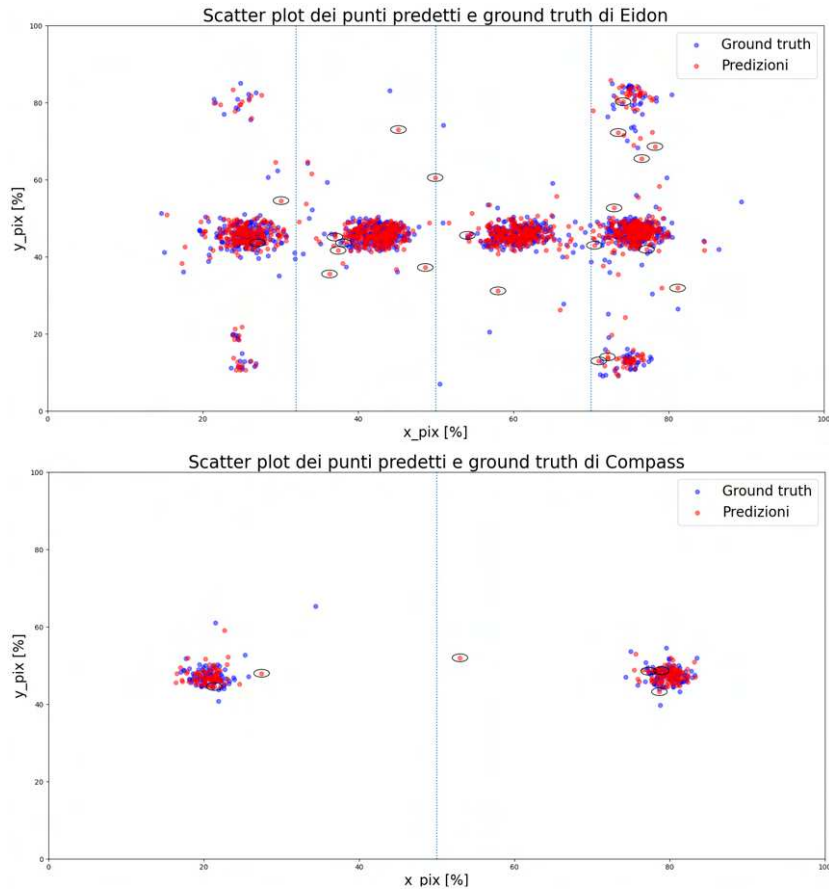 Scatter plot dei punti predetti e ground truth di Eidon
100
80
60
40
20
0
y_pix [%]
Ground truth
Predizioni
0
20
40
60
80
100
x_pix [%]
Scatter plot dei punti predetti e ground truth di Compass
100
80
60
40
20
0
y_pix [%]
Ground truth
Predizioni
0
20
40
60
80
100
x_pix [%]